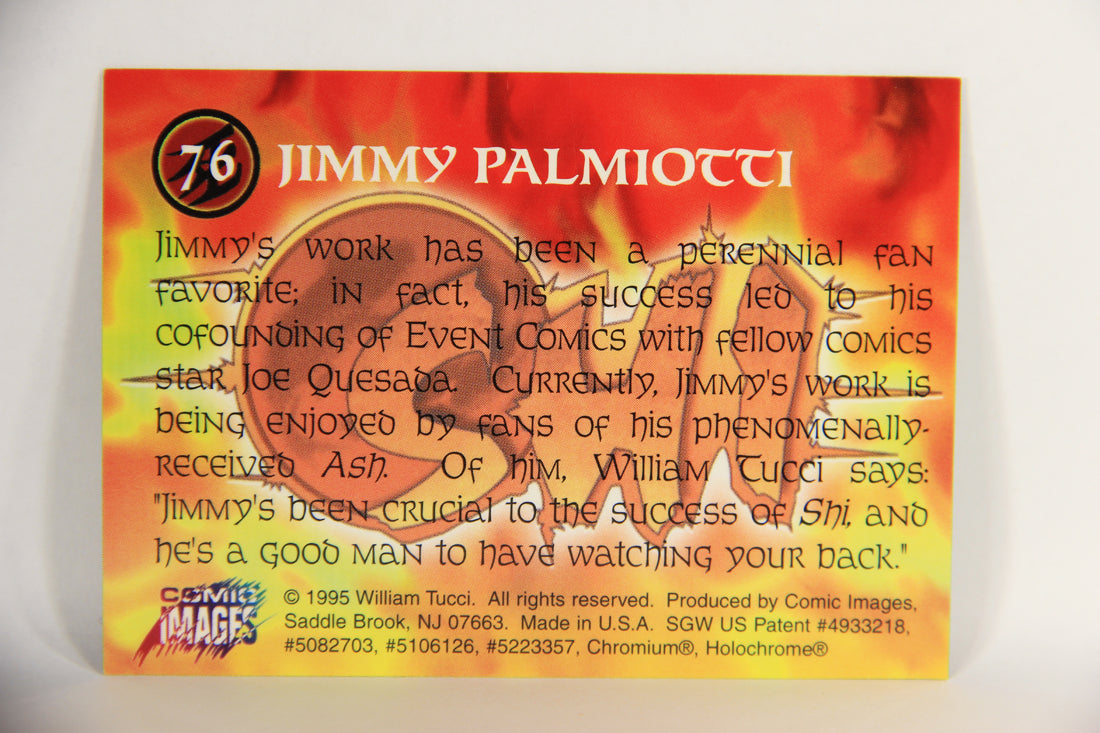 76 JIMMY PALMIOTTI
SHI
Jimmy's work has been a perennial fan
favorite; in fact, his success led to his
cofounding of Event Comics with fellow comics
star Joe Quesada. Currently, Jimmy's work is
being enjoyed by fans of his phenomenally-
received Ash. Of him, William Tucci says:
"Jimmy's been crucial to the success of Shi, and
he's a good man to have watching your back."
COMIC
IMAGES
© 1995 William Tucci. All rights reserved. Produced by Comic Images,
Saddle Brook, NJ 07663. Made in U.S.A. SGW US Patent #4933218,
#5082703, #5106126, #5223357, Chromium®, Holochrome®